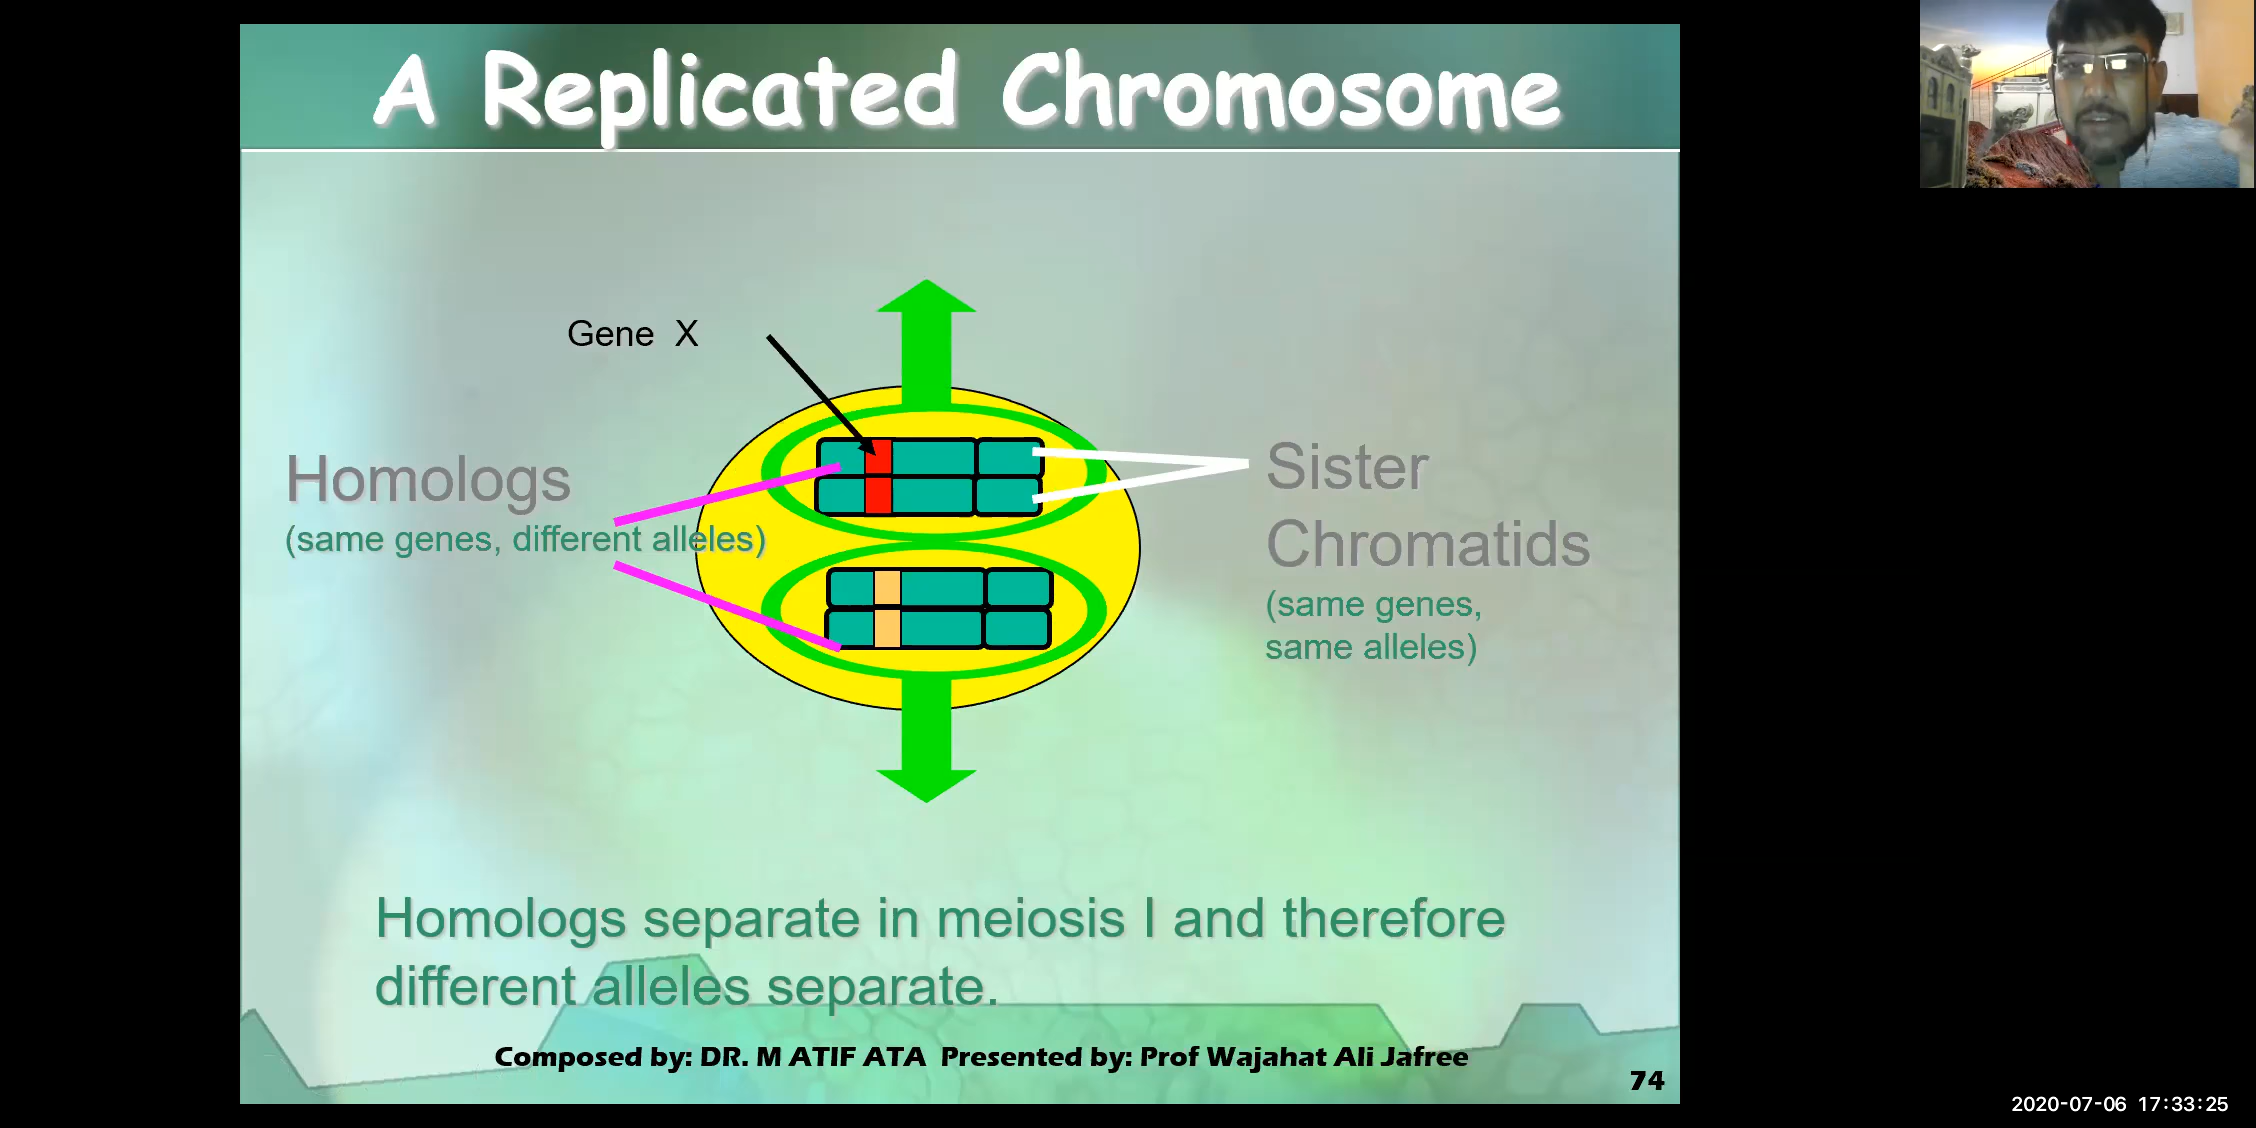 A Replicated Chromosome
Gene X
Homologs
(same genes, different alleles)
Sister
Chromatids
(same genes,
same alleles)
Homologs separate in meiosis I and therefore
different alleles separate.
Composed by: DR. M ATIF ATA Presented by: Prof Wajahat Ali Jafree
74
2020-07-06 17:33:25